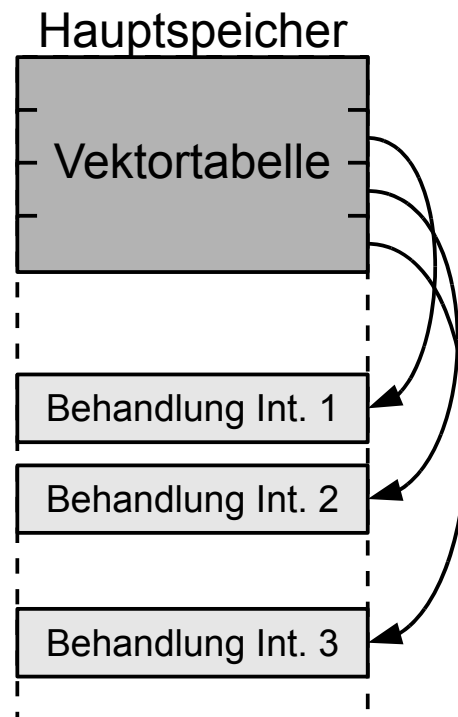 Hauptspeicher
Vektortabelle
Behandlung Int. 1
Behandlung Int. 2
Behandlung Int. 3